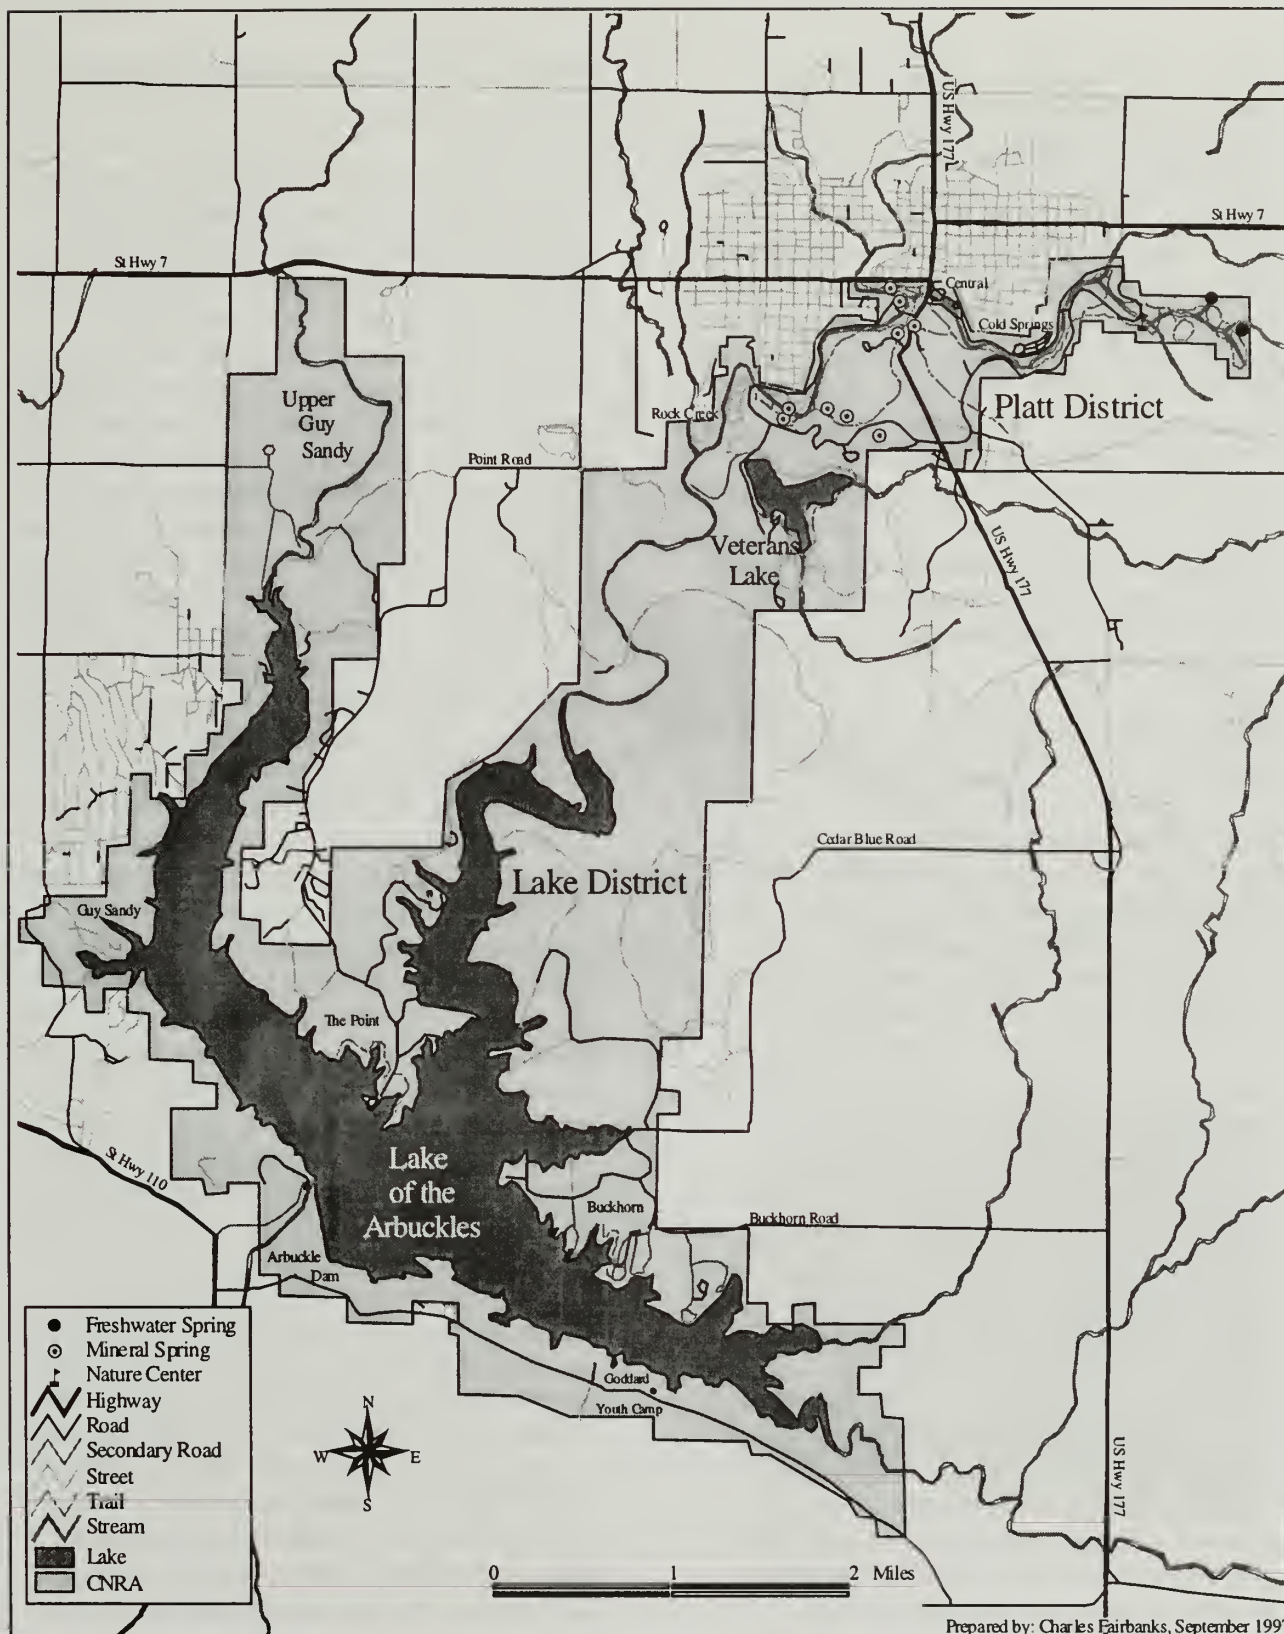 US Hwy 177
St Hwy 7
St Hwy 7
Central
Cold Springs
Upper
Guy
Sandy
Rock Creek
Platt District
Point Road
Veterans
Lake
US Hwy 177
Cedar Blue Road
Lake District
Guy Sandy
The Point
St Hwy 110
Lake
of the
Arbuckles
Buckhorn
Buckhorn Road
Arbuckle
Dam
Goddard
Youth Camp
US Hwy 177
Freshwater Spring
Mineral Spring
Nature Center
Highway
Road
Secondary Road
Street
Trail
Stream
Lake
CNRA
N
W E
S
0 1 2 Miles
Prepared by: Charles Fairbanks, September 1997